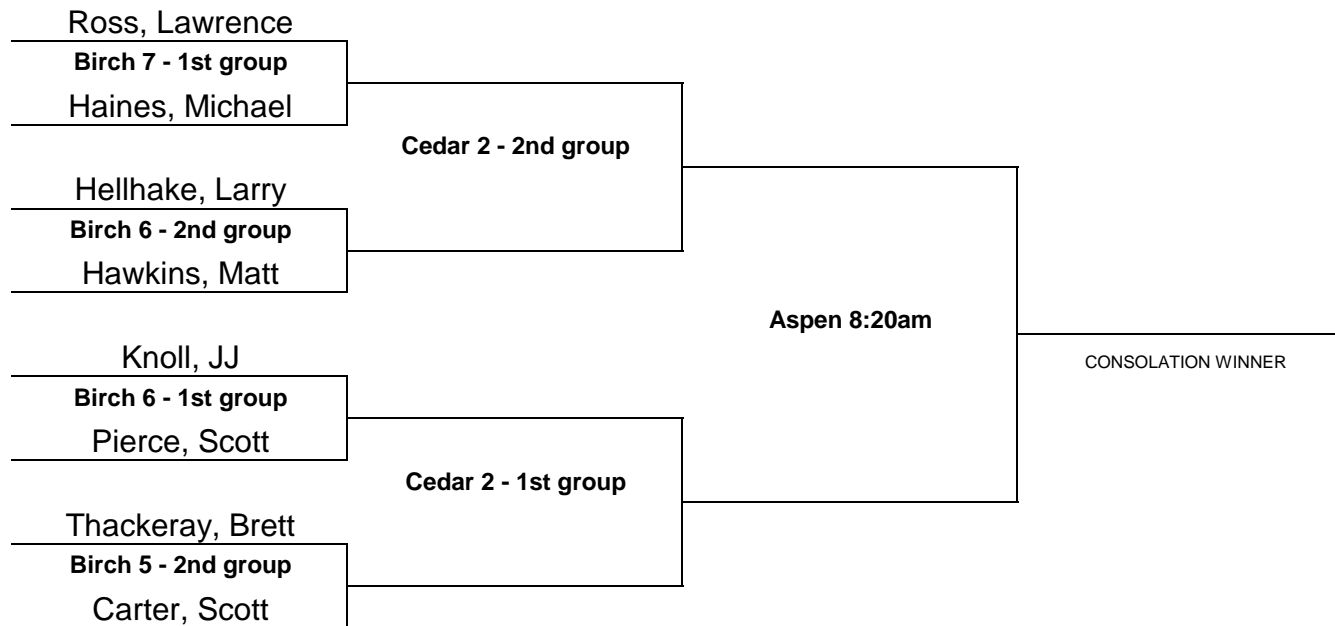 Ross, Lawrence
Birch 7 - 1st group
Haines, Michael
Cedar 2 - 2nd group
Hellhake, Larry
Birch 6 - 2nd group
Hawkins, Matt
Aspen 8:20am
Knoll, JJ
CONSOLATION WINNER
Birch 6 - 1st group
Pierce, Scott
Cedar 2 - 1st group
Thackeray, Brett
Birch 5 - 2nd group
Carter, Scott